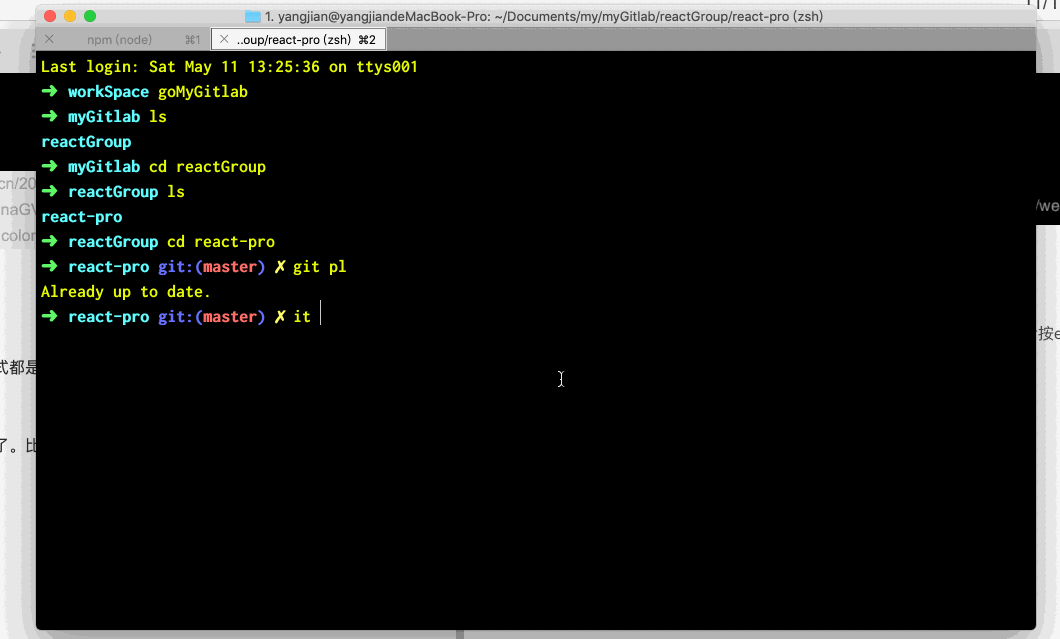 1. yangjian@yangjiandeMacBook-Pro: ~/Documents/my/myGitlab/reactGroup/react-pro (zsh)
npm (node) ⌘1 ..oup/react-pro (zsh) ⌘2
Last login: Sat May 11 13:25:36 on ttys001
➜ workSpace goMyGitlab
➜ myGitlab ls
reactGroup
➜ myGitlab cd reactGroup
➜ reactGroup ls
react-pro
➜ reactGroup cd react-pro
➜ react-pro git:(master) ✗ git pl
Already up to date.
➜ react-pro git:(master) ✗ it
cn/20
naGV
color
/we
按e
式都是
了。比